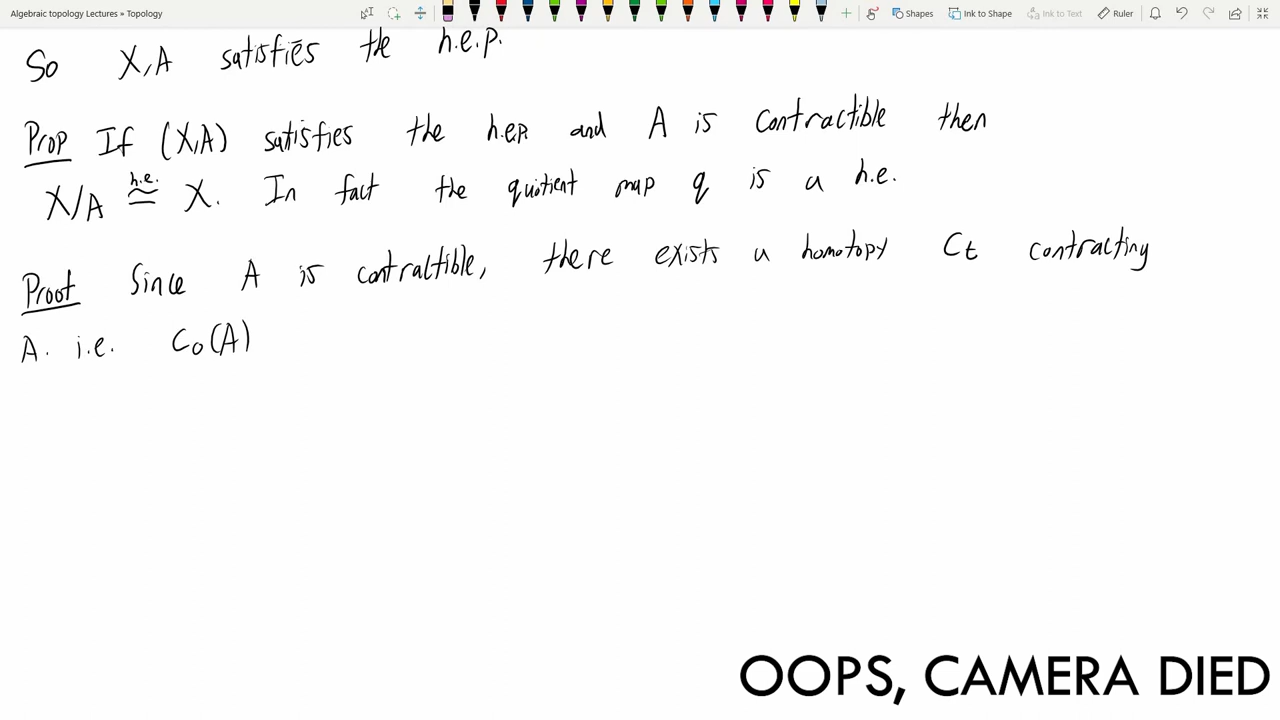 Algebraic topology Lectures » Topology
Shapes Ink to Shape Ink to Text Ruler
So X,A satisfies the h.e.p.
Prop If (X,A) satisfies the h.e.p. and A is contractible then
X/A h.e. ≅ X. In fact the quotient map q is a h.e.
Proof Since A is contractible, there exists a homotopy Ct contracting
A. i.e. C₀(A)
OOPS, CAMERA DIED